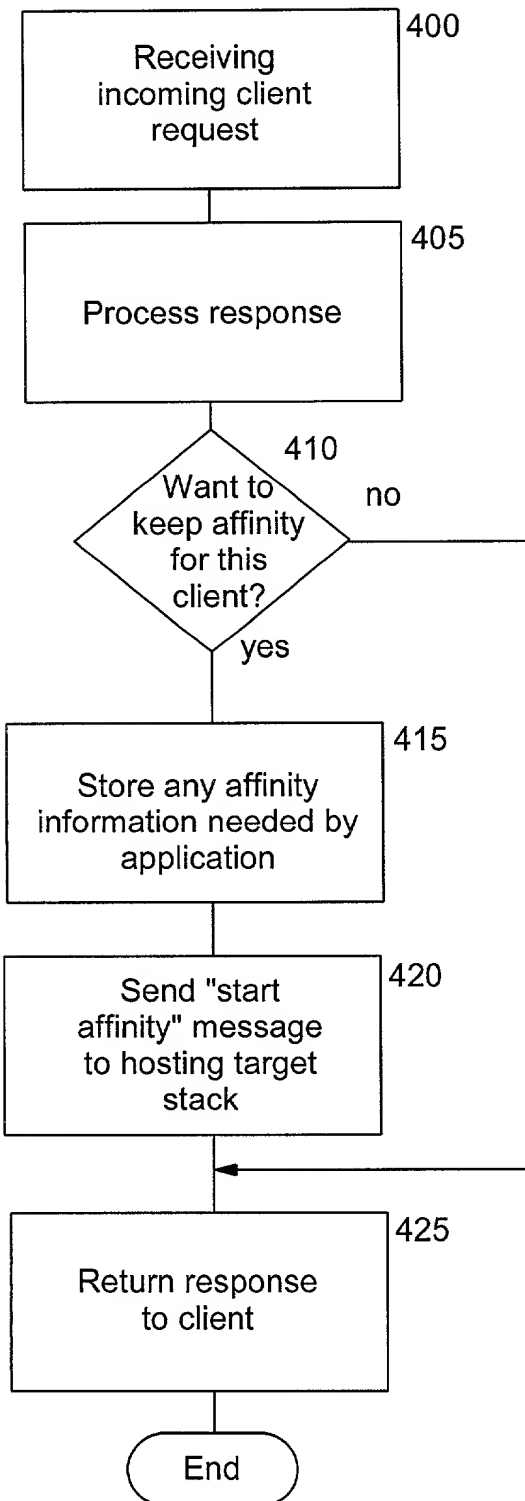 400
Receiving
incoming client
request
405
Process response
410
Want to
keep affinity
for this
client?
no
yes
415
Store any affinity
information needed by
application
420
Send "start
affinity" message
to hosting target
stack
425
Return response
to client
End